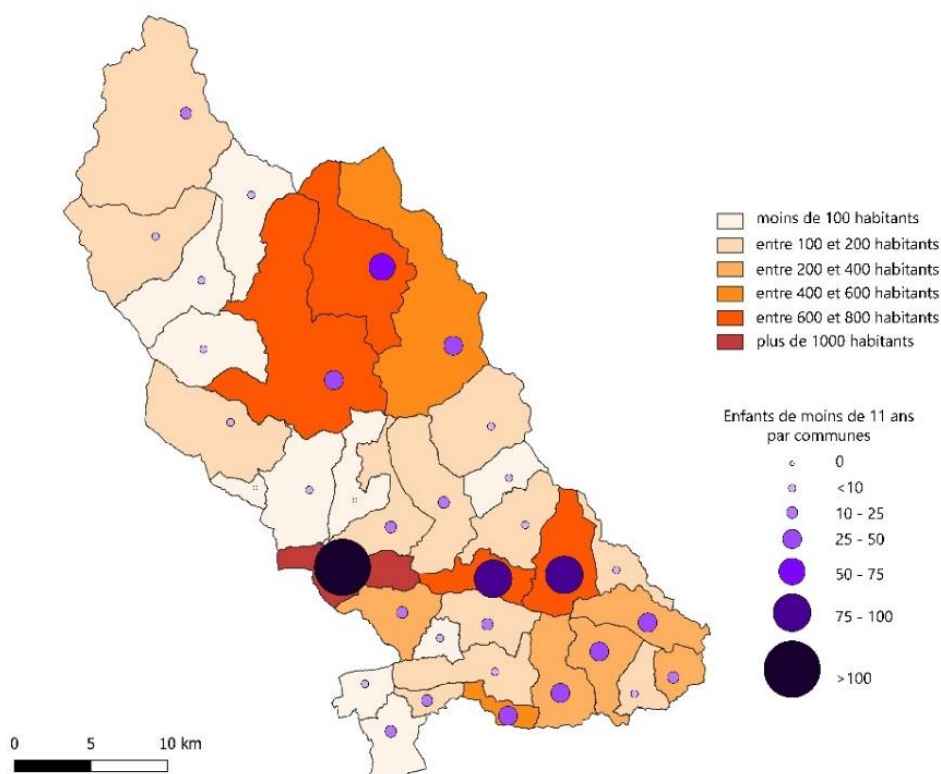 moins de 100 habitants
entre 100 et 200 habitants
entre 200 et 400 habitants
entre 400 et 600 habitants
entre 600 et 800 habitants
plus de 1000 habitants
Enfants de moins de 11 ans
par communes
0
<10
10 - 25
25 - 50
50 - 75
75 - 100
>100
0 5 10 km